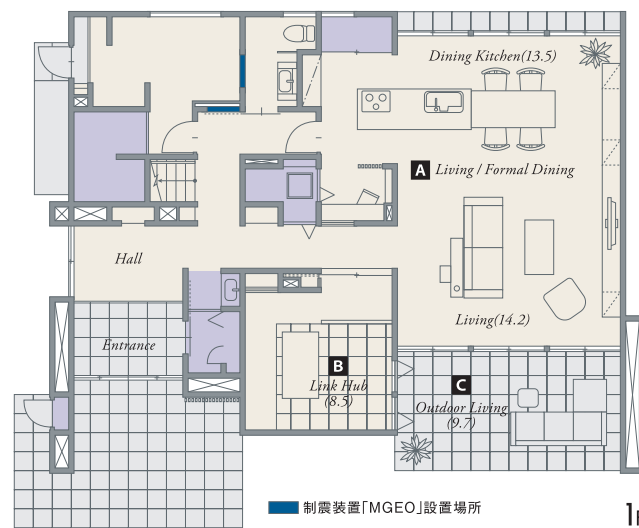 Dining Kitchen(13.5)
A Living / Formal Dining
Hall
Living(14.2)
Entrance
B
Link Hub
(8.5)
C
Outdoor Living
(9.7)
制震装置「MGEO」設置場所